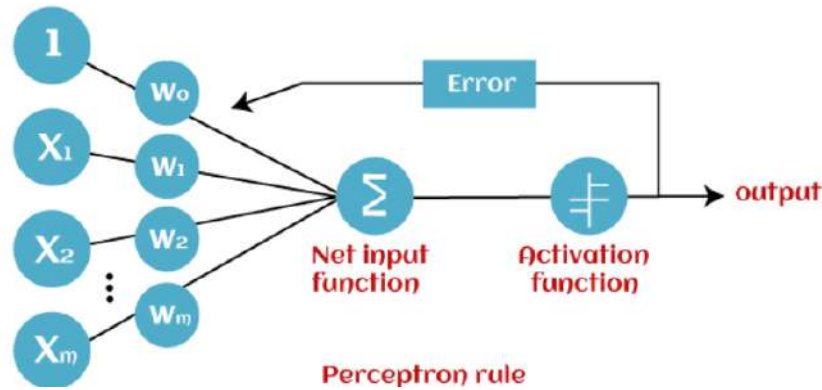 1
W₀
Error
X₁
W₁
Σ
output
X₂
W₂
Net input
function
Activation
function
⋮
Wₘ
Xₘ
Perceptron rule